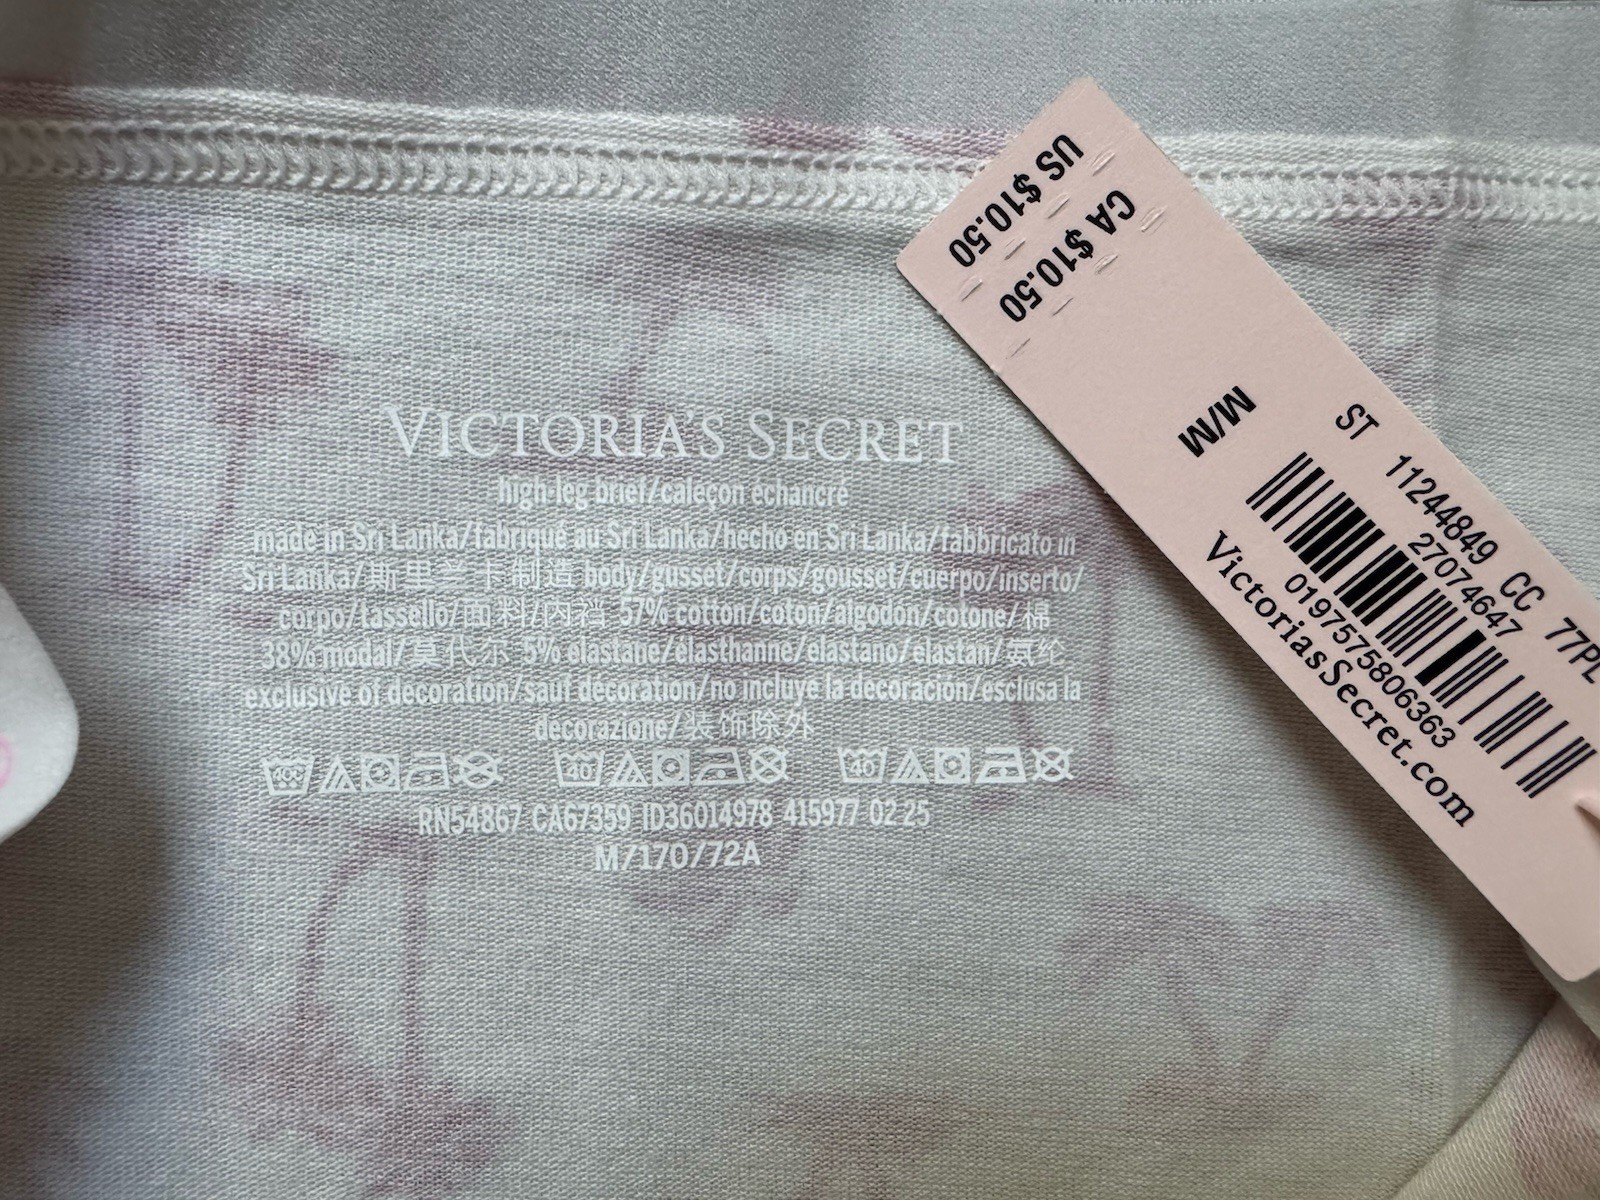 VICTORIA'S SECRET
high-leg brief/caleçon échancré
made in Sri Lanka/fabriqué au Sri Lanka/hecho en Sri Lanka/fabbricato in
Sri Lanka/斯里兰卡制造 body/gusset/corps/gousset/cuerpo/inserto/
corpo/tassello/面料/内裆 57% cotton/coton/algodón/cotone/棉
38% modal/莫代尔 5% elastane/élasthanne/elastano/elastan/氨纶
exclusive of decoration/sauf décoration/no incluye la decoración/esclusa la
decorazione/装饰除外
40 40 40
RN54867 CA67359 ID36014978 415977 02 25
M/170/72A
US $10.50
CA $10.50
M/M
ST 11244849 CC 77PL
27074647
0197575806363
VictoriasSecret.com